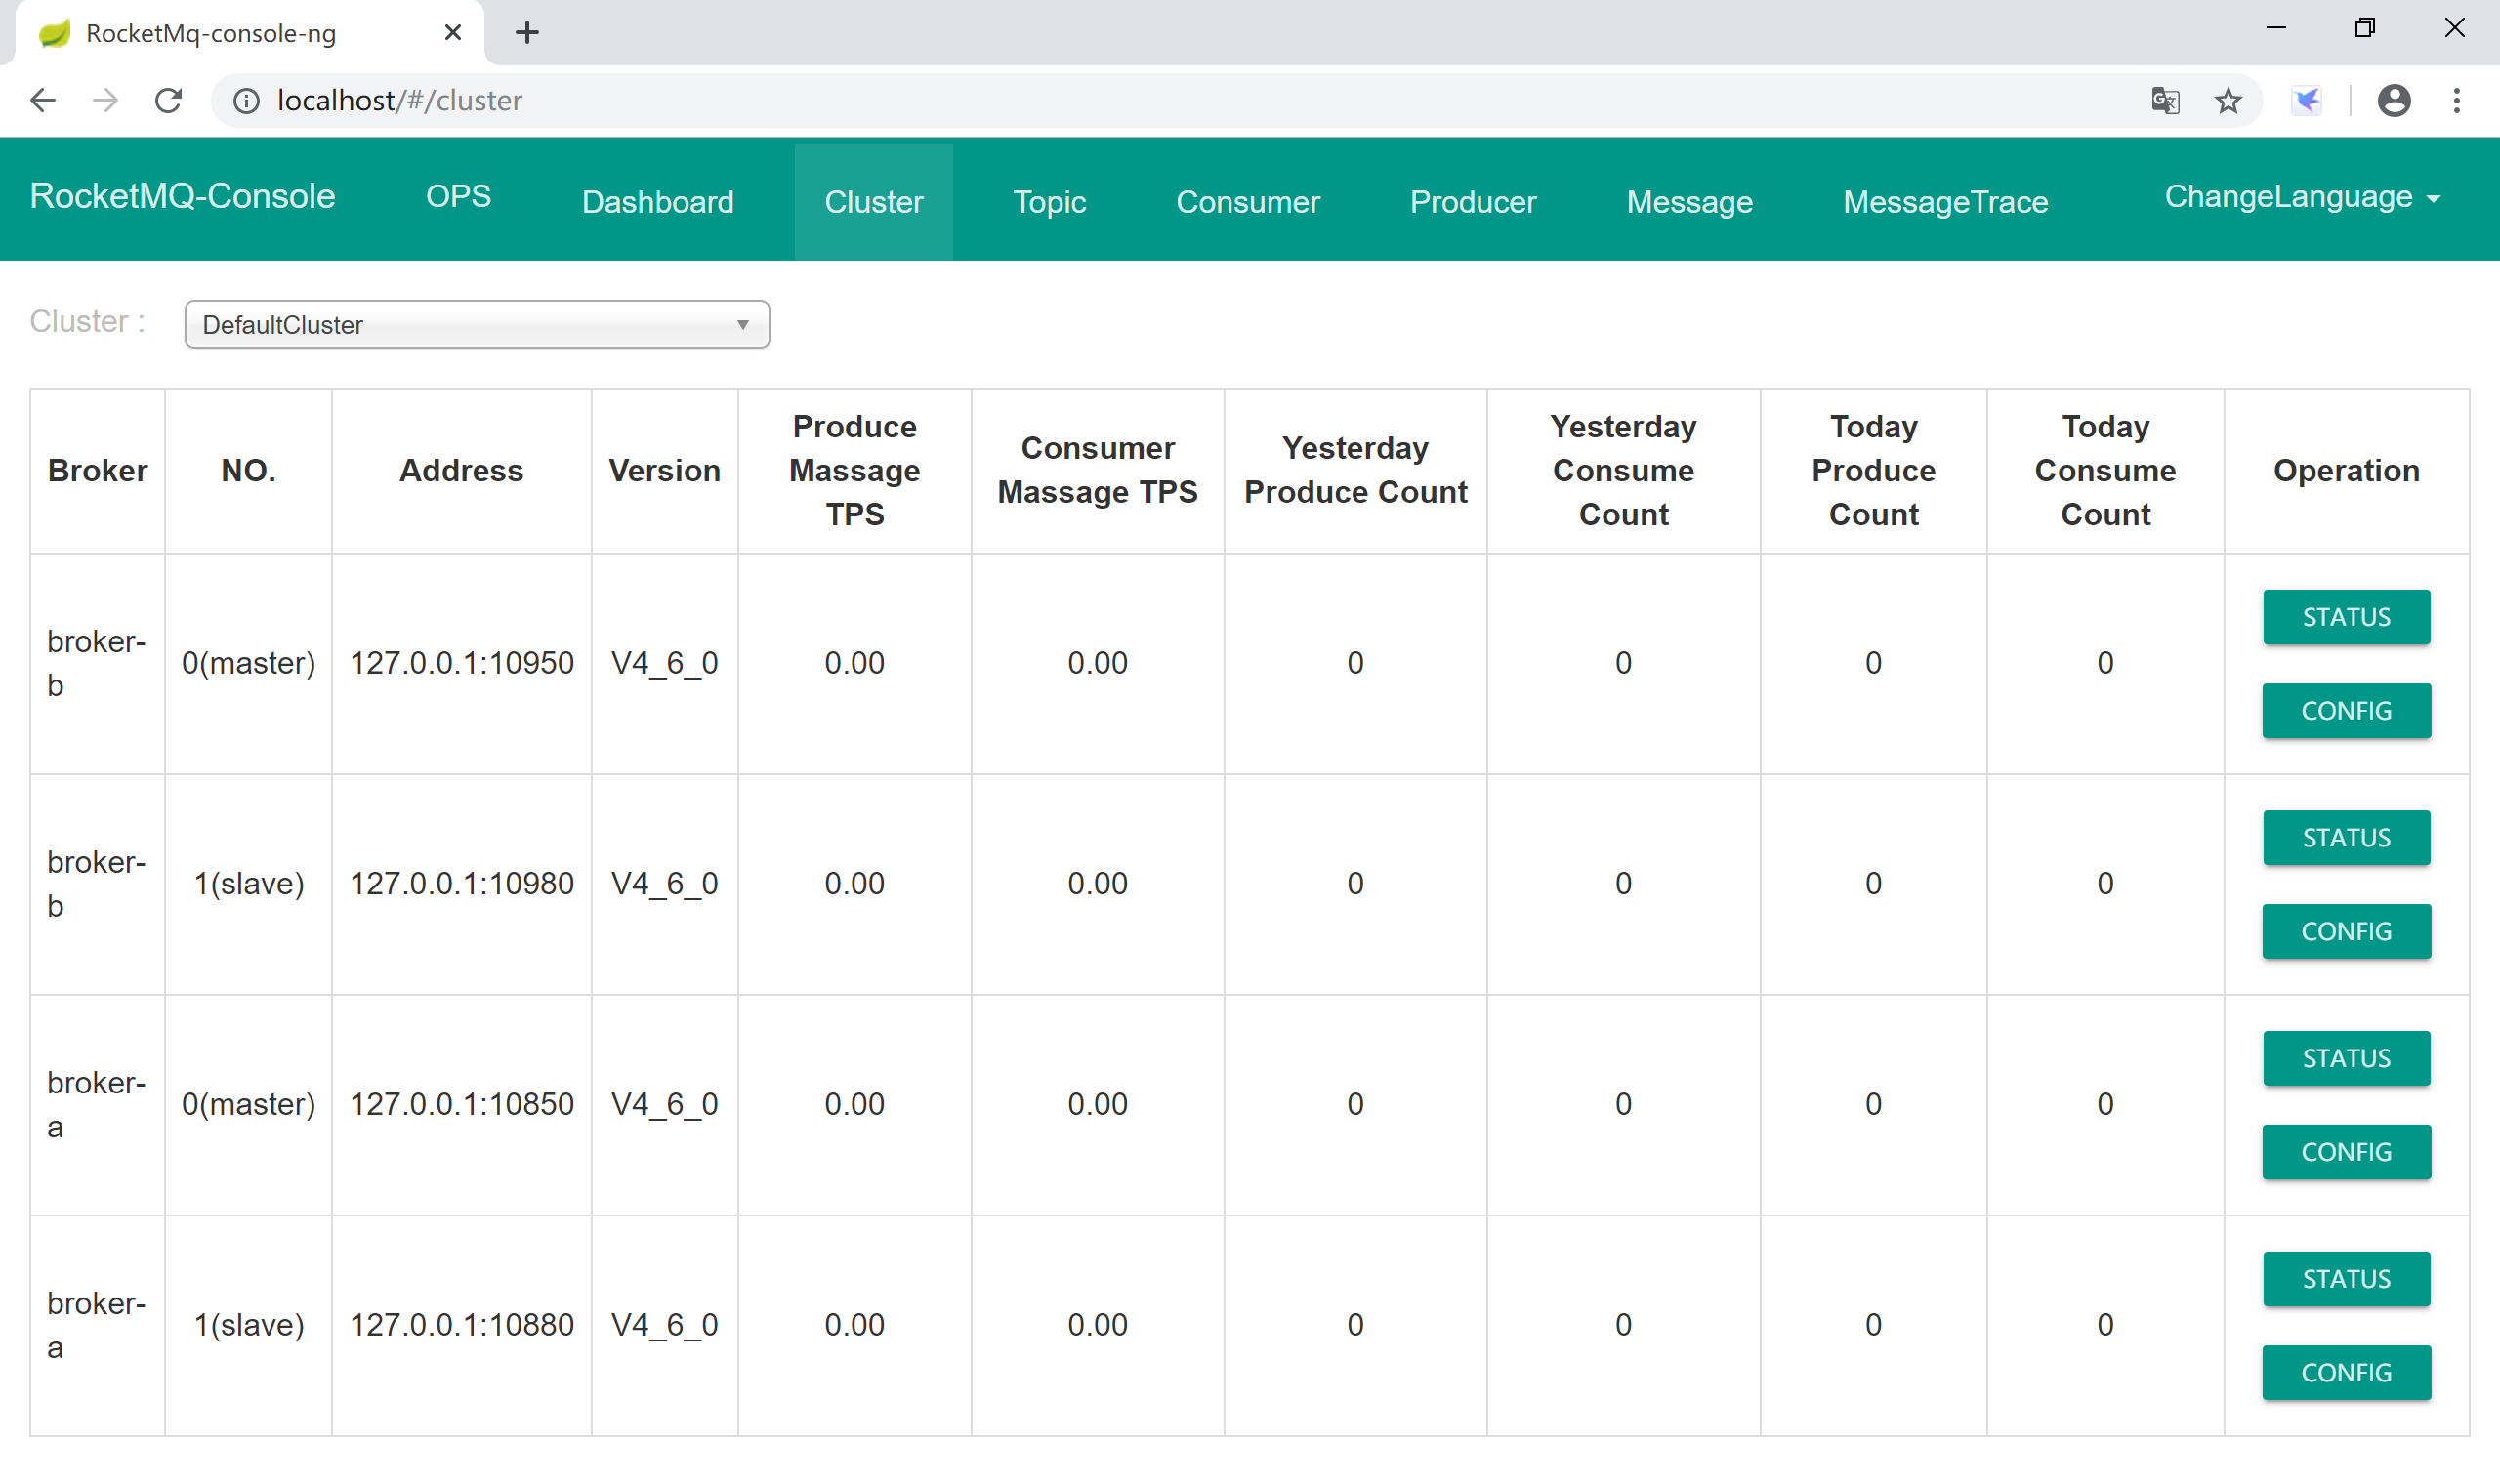 RocketMq-console-ng
localhost/#/cluster
RocketMQ-Console OPS Dashboard Cluster Topic Consumer Producer Message MessageTrace ChangeLanguage
Cluster : DefaultCluster
Broker NO. Address Version Produce Massage TPS Consumer Massage TPS Yesterday Produce Count Yesterday Consume Count Today Produce Count Today Consume Count Operation
broker-b 0(master) 127.0.0.1:10950 V4_6_0 0.00 0.00 0 0 0 0 STATUS
CONFIG
broker-b 1(slave) 127.0.0.1:10980 V4_6_0 0.00 0.00 0 0 0 0 STATUS
CONFIG
broker-a 0(master) 127.0.0.1:10850 V4_6_0 0.00 0.00 0 0 0 0 STATUS
CONFIG
broker-a 1(slave) 127.0.0.1:10880 V4_6_0 0.00 0.00 0 0 0 0 STATUS
CONFIG